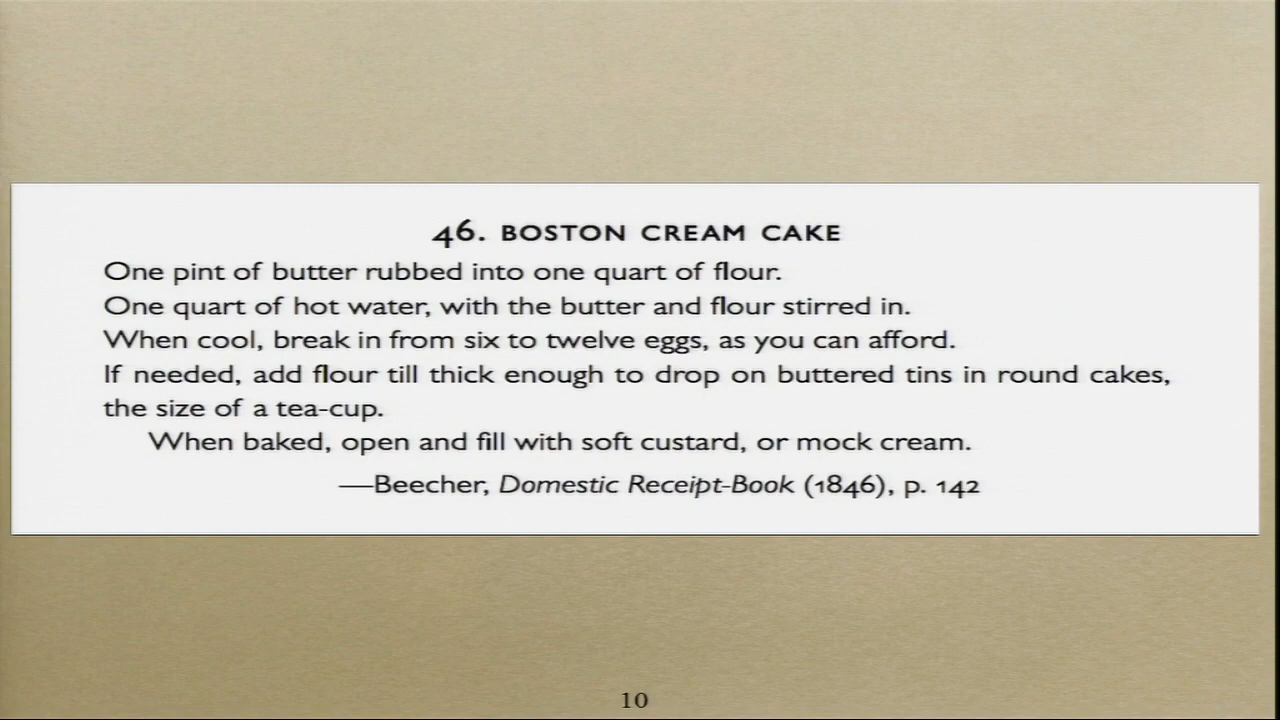 46. BOSTON CREAM CAKE
One pint of butter rubbed into one quart of flour.
One quart of hot water, with the butter and flour stirred in.
When cool, break in from six to twelve eggs, as you can afford.
If needed, add flour till thick enough to drop on buttered tins in round cakes,
the size of a tea-cup.
When baked, open and fill with soft custard, or mock cream.
—Beecher, Domestic Receipt-Book (1846), p. 142
10